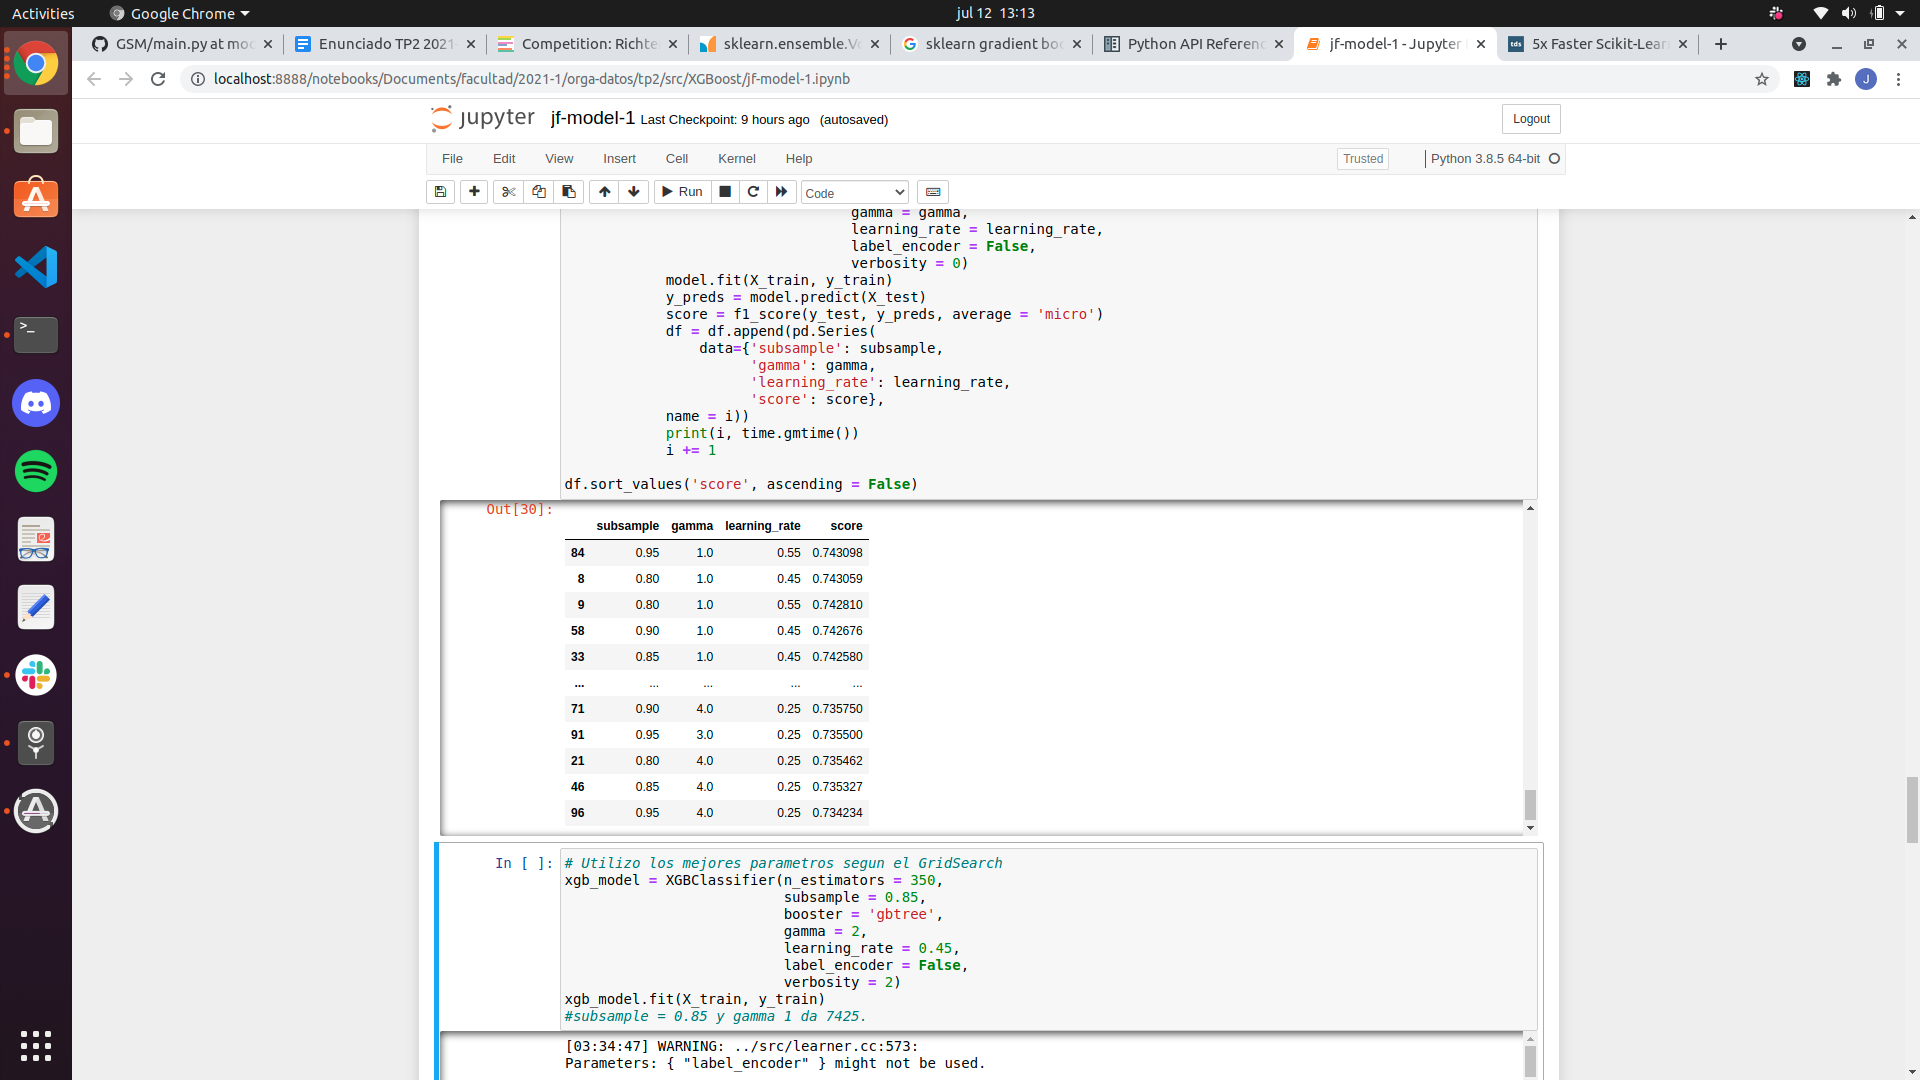 Activities
Google Chrome
jul 12 13:13
GSM/main.py at mo
Enunciado TP2 2021-
Competition: Richte
sklearn.ensemble.Vo
sklearn gradient boo
Python API Referenc
jf-model-1 - Jupyter
5x Faster Scikit-Lear
localhost:8888/notebooks/Documents/facultad/2021-1/orga-datos/tp2/src/XGBoost/jf-model-1.ipynb
J
jupyter jf-model-1 Last Checkpoint: 9 hours ago (autosaved)
Logout
File Edit View Insert Cell Kernel Help
Trusted
Python 3.8.5 64-bit
Run
Code
gamma = gamma,
learning_rate = learning_rate,
label_encoder = False,
verbosity = 0)
model.fit(X_train, y_train)
y_preds = model.predict(X_test)
score = f1_score(y_test, y_preds, average = 'micro')
df = df.append(pd.Series(
data={'subsample': subsample,
'gamma': gamma,
'learning_rate': learning_rate,
'score': score},
name = i))
print(i, time.gmtime())
i += 1
df.sort_values('score', ascending = False)
Out[30]:
subsample gamma learning_rate score
84 0.95 1.0 0.55 0.743098
8 0.80 1.0 0.45 0.743059
9 0.80 1.0 0.55 0.742810
58 0.90 1.0 0.45 0.742676
33 0.85 1.0 0.45 0.742580
... ... ... ... ...
71 0.90 4.0 0.25 0.735750
91 0.95 3.0 0.25 0.735500
21 0.80 4.0 0.25 0.735462
46 0.85 4.0 0.25 0.735327
96 0.95 4.0 0.25 0.734234
In [ ]:
# Utilizo los mejores parametros segun el GridSearch
xgb_model = XGBClassifier(n_estimators = 350,
subsample = 0.85,
booster = 'gbtree',
gamma = 2,
learning_rate = 0.45,
label_encoder = False,
verbosity = 2)
xgb_model.fit(X_train, y_train)
#subsample = 0.85 y gamma 1 da 7425.
[03:34:47] WARNING: ../src/learner.cc:573:
Parameters: { "label_encoder" } might not be used.